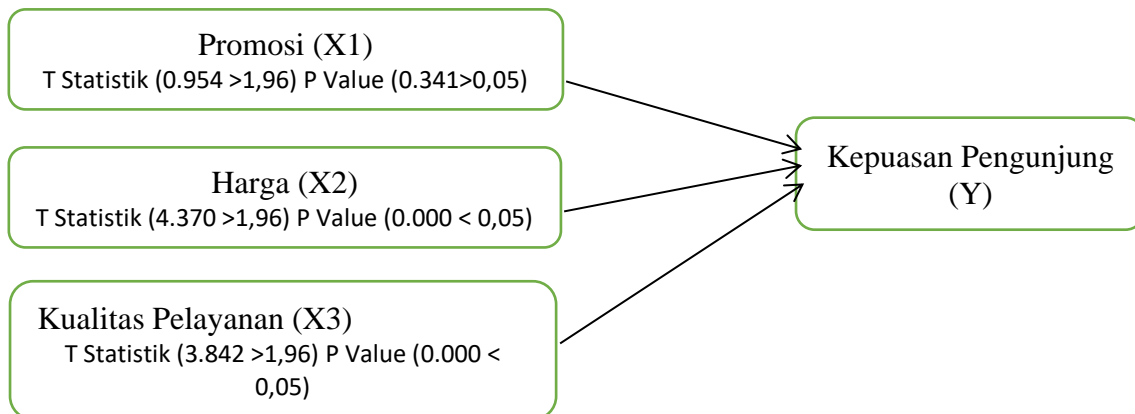 Promosi (X1)
T Statistik (0.954 >1,96) P Value (0.341>0,05)
Harga (X2)
T Statistik (4.370 >1,96) P Value (0.000 < 0,05)
Kualitas Pelayanan (X3)
T Statistik (3.842 >1,96) P Value (0.000 <
0,05)
Kepuasan Pengunjung
(Y)